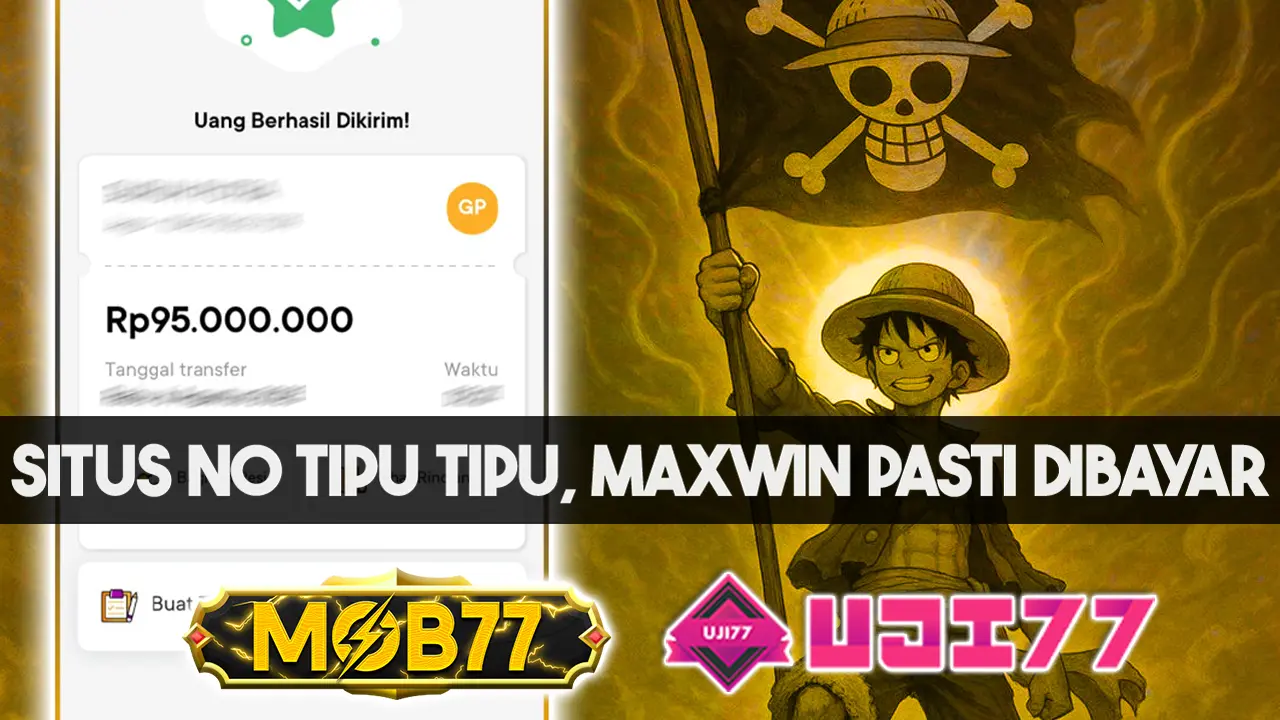 Uang Berhasil Dikirim!
GP
Rp95.000.000
Tanggal transfer
Waktu
SITUS NO TIPU TIPU, MAXWIN PASTI DIBAYAR
Buat
MOB77
UJI77
UJI77